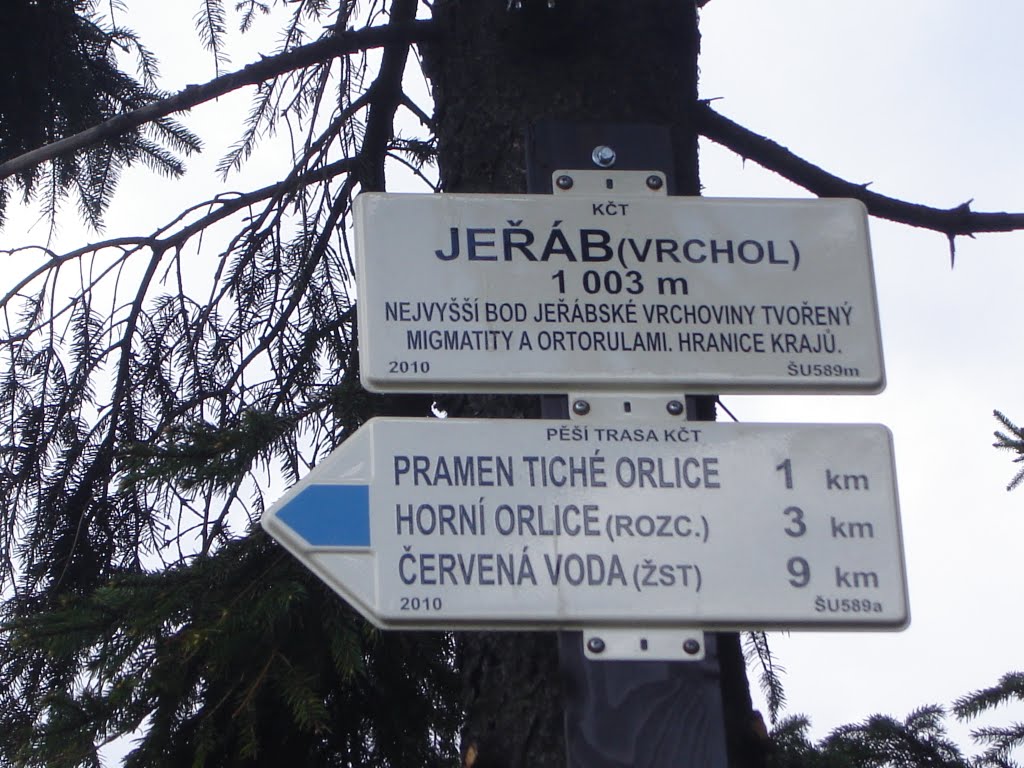 KČT
JEŘÁB (VRCHOL)
1 003 m
NEJVYŠŠÍ BOD JEŘÁBSKÉ VRCHOVINY TVOŘENÝ
MIGMATITY A ORTORULAMI. HRANICE KRAJŮ.
2010 ŠU589m
PĚŠÍ TRASA KČT
PRAMEN TICHÉ ORLICE 1 km
HORNÍ ORLICE (ROZC.) 3 km
ČERVENÁ VODA (ŽST) 9 km
2010 ŠU589a